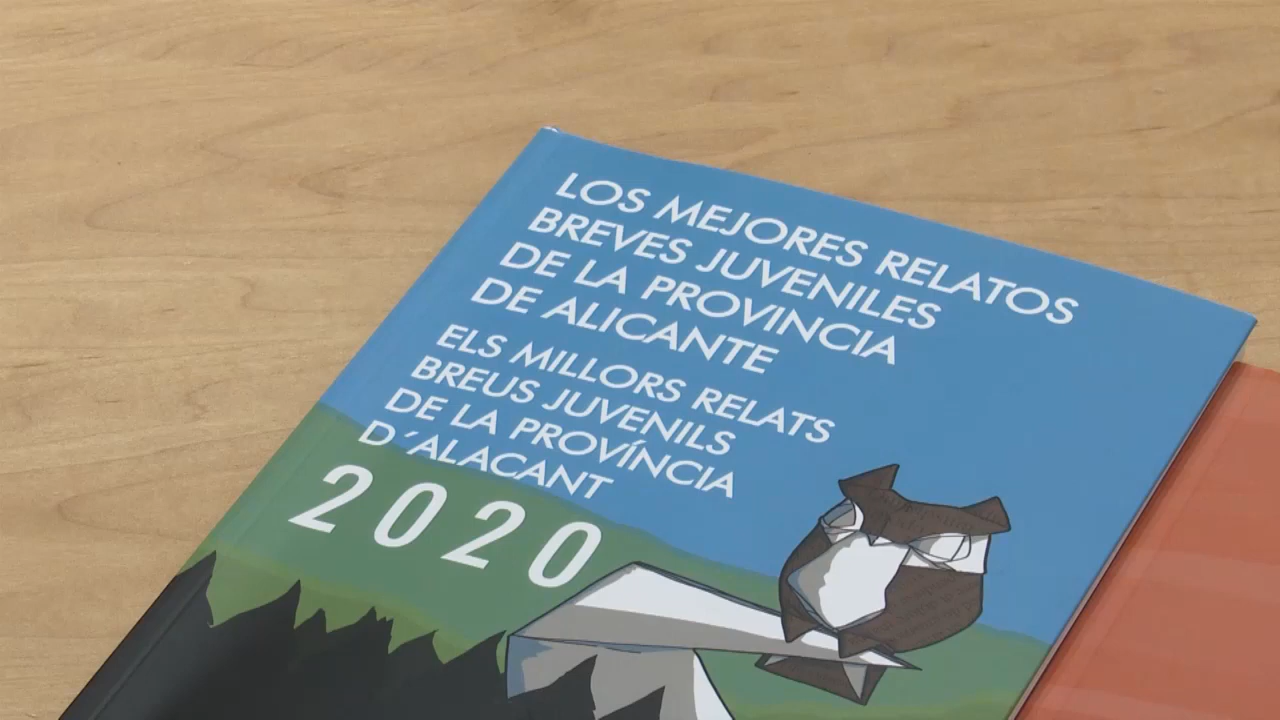 LOS MEJORES RELATOS
BREVES JUVENILES
DE LA PROVINCIA
DE ALICANTE
ELS MILLORS RELATS
BREUS JUVENILS
DE LA PROVÍNCIA
D´ALACANT
2020